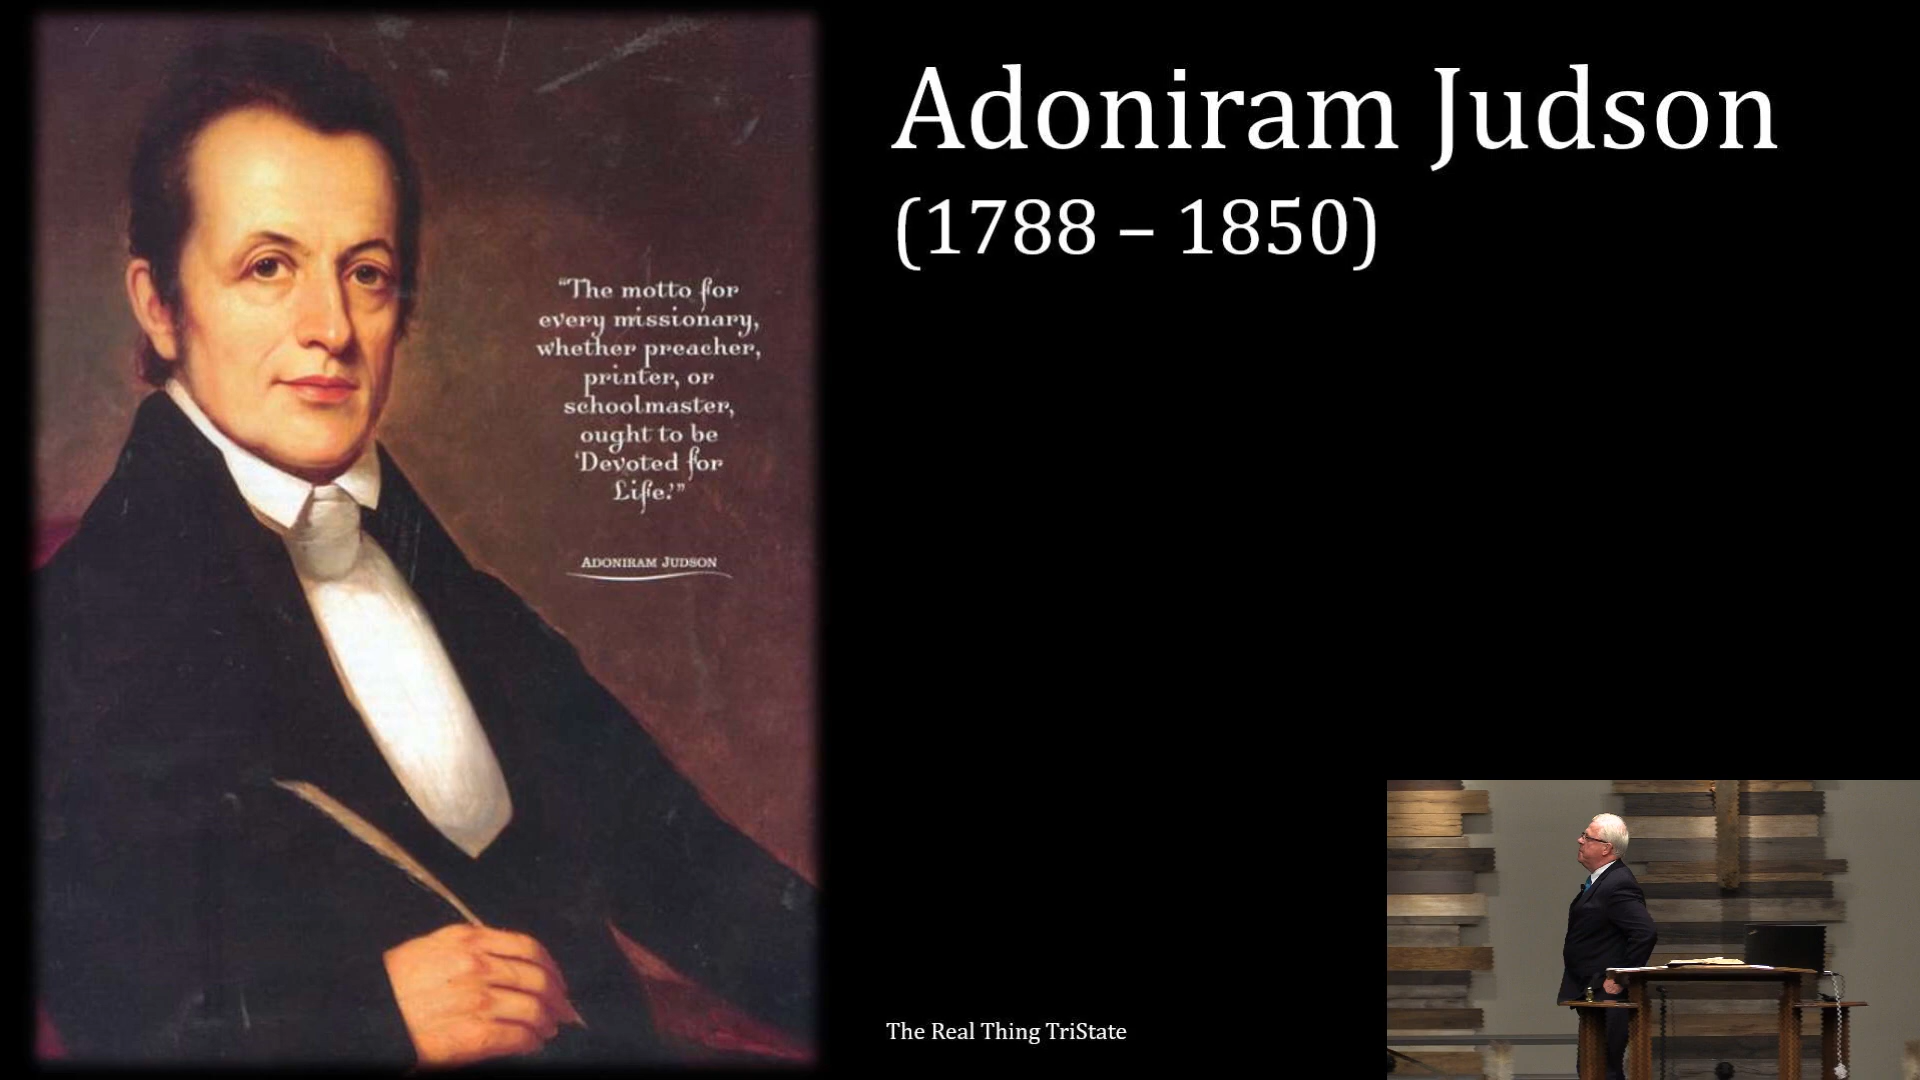 Adoniram Judson
(1788 – 1850)
“The motto for
every missionary,
whether preacher,
printer, or
schoolmaster,
ought to be
‘Devoted for
Life.’”
Adoniram Judson
The Real Thing TriState